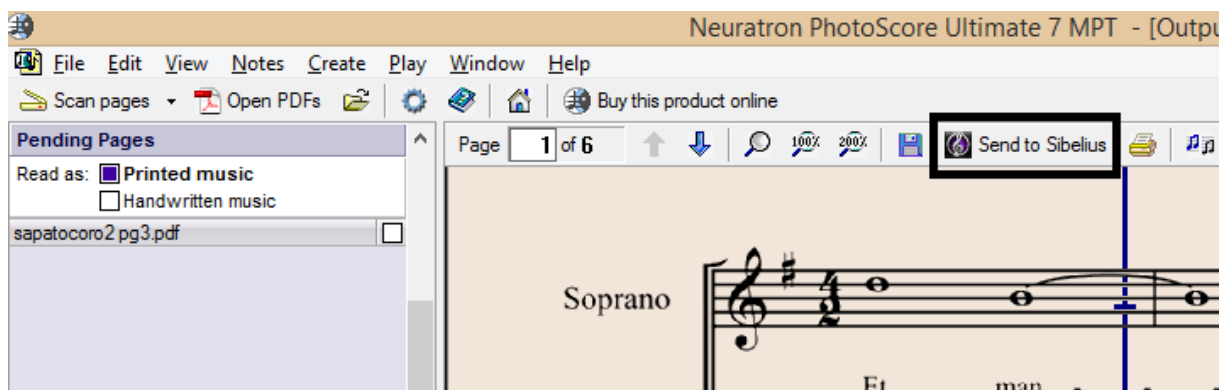 Neuratron PhotoScore Ultimate 7 MPT - [Outpu
File Edit View Notes Create Play Window Help
Scan pages Open PDFs Buy this product online
Pending Pages
Read as: Printed music
Handwritten music
sapatocoro2 pg3.pdf
Page 1 of 6 100% 200% Send to Sibelius
Soprano
Et man